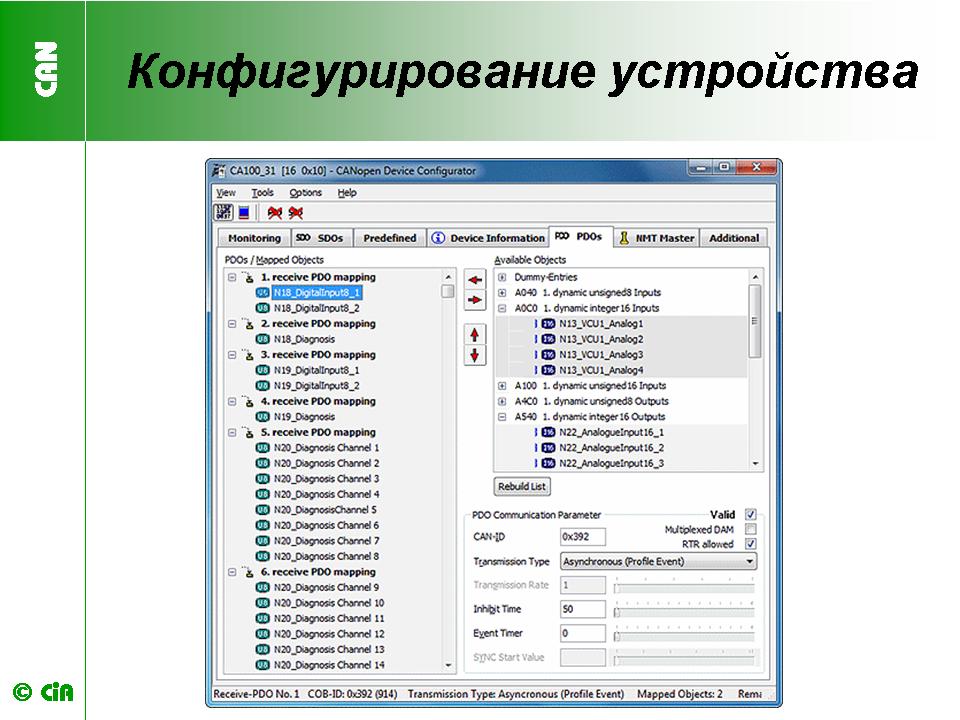 CAN
Конфигурирование устройства
CA100_31 [16 0x10] - CANopen Device Configurator
View Tools Options Help
Monitoring SDO SDOs Predefined Device Information PDO PDOs NMT Master Additional
PDOs / Mapped Objects
1. receive PDO mapping
U8 N18_DigitalInput8_1
U8 N18_DigitalInput8_2
2. receive PDO mapping
U8 N18_Diagnosis
3. receive PDO mapping
U8 N19_DigitalInput8_1
U8 N19_DigitalInput8_2
4. receive PDO mapping
U8 N19_Diagnosis
5. receive PDO mapping
U8 N20_Diagnosis Channel 1
U8 N20_Diagnosis Channel 2
U8 N20_Diagnosis Channel 3
U8 N20_Diagnosis Channel 4
U8 N20_DiagnosisChannel 5
U8 N20_Diagnosis Channel 6
U8 N20_Diagnosis Channel 7
U8 N20_Diagnosis Channel 8
6. receive PDO mapping
U8 N20_Diagnosis Channel 9
U8 N20_Diagnosis Channel 10
U8 N20_Diagnosis Channel 11
U8 N20_Diagnosis Channel 12
U8 N20_Diagnosis Channel 13
U8 N20_Diagnosis Channel 14
Available Objects
Dummy-Entries
A040 1. dynamic unsigned8 Inputs
A0C0 1. dynamic integer16 Inputs
I16 N13_VCU1_Analog1
I16 N13_VCU1_Analog2
I16 N13_VCU1_Analog3
I16 N13_VCU1_Analog4
A100 1. dynamic unsigned16 Inputs
A4C0 1. dynamic unsigned8 Outputs
A540 1. dynamic integer16 Outputs
I16 N22_AnalogueInput16_1
I16 N22_AnalogueInput16_2
I16 N22_AnalogueInput16_3
Rebuild List
PDO Communication Parameter
Valid
Multiplexed DAM
RTR allowed
CAN-ID 0x392
Transmission Type Asynchronous (Profile Event)
Transmission Rate 1
Inhibit Time 50
Event Timer 0
SYNC Start Value
Receive-PDO No. 1 COB-ID: 0x392 (914) Transmission Type: Asyncronous (Profile Event) Mapped Objects: 2 Rema
© CiA